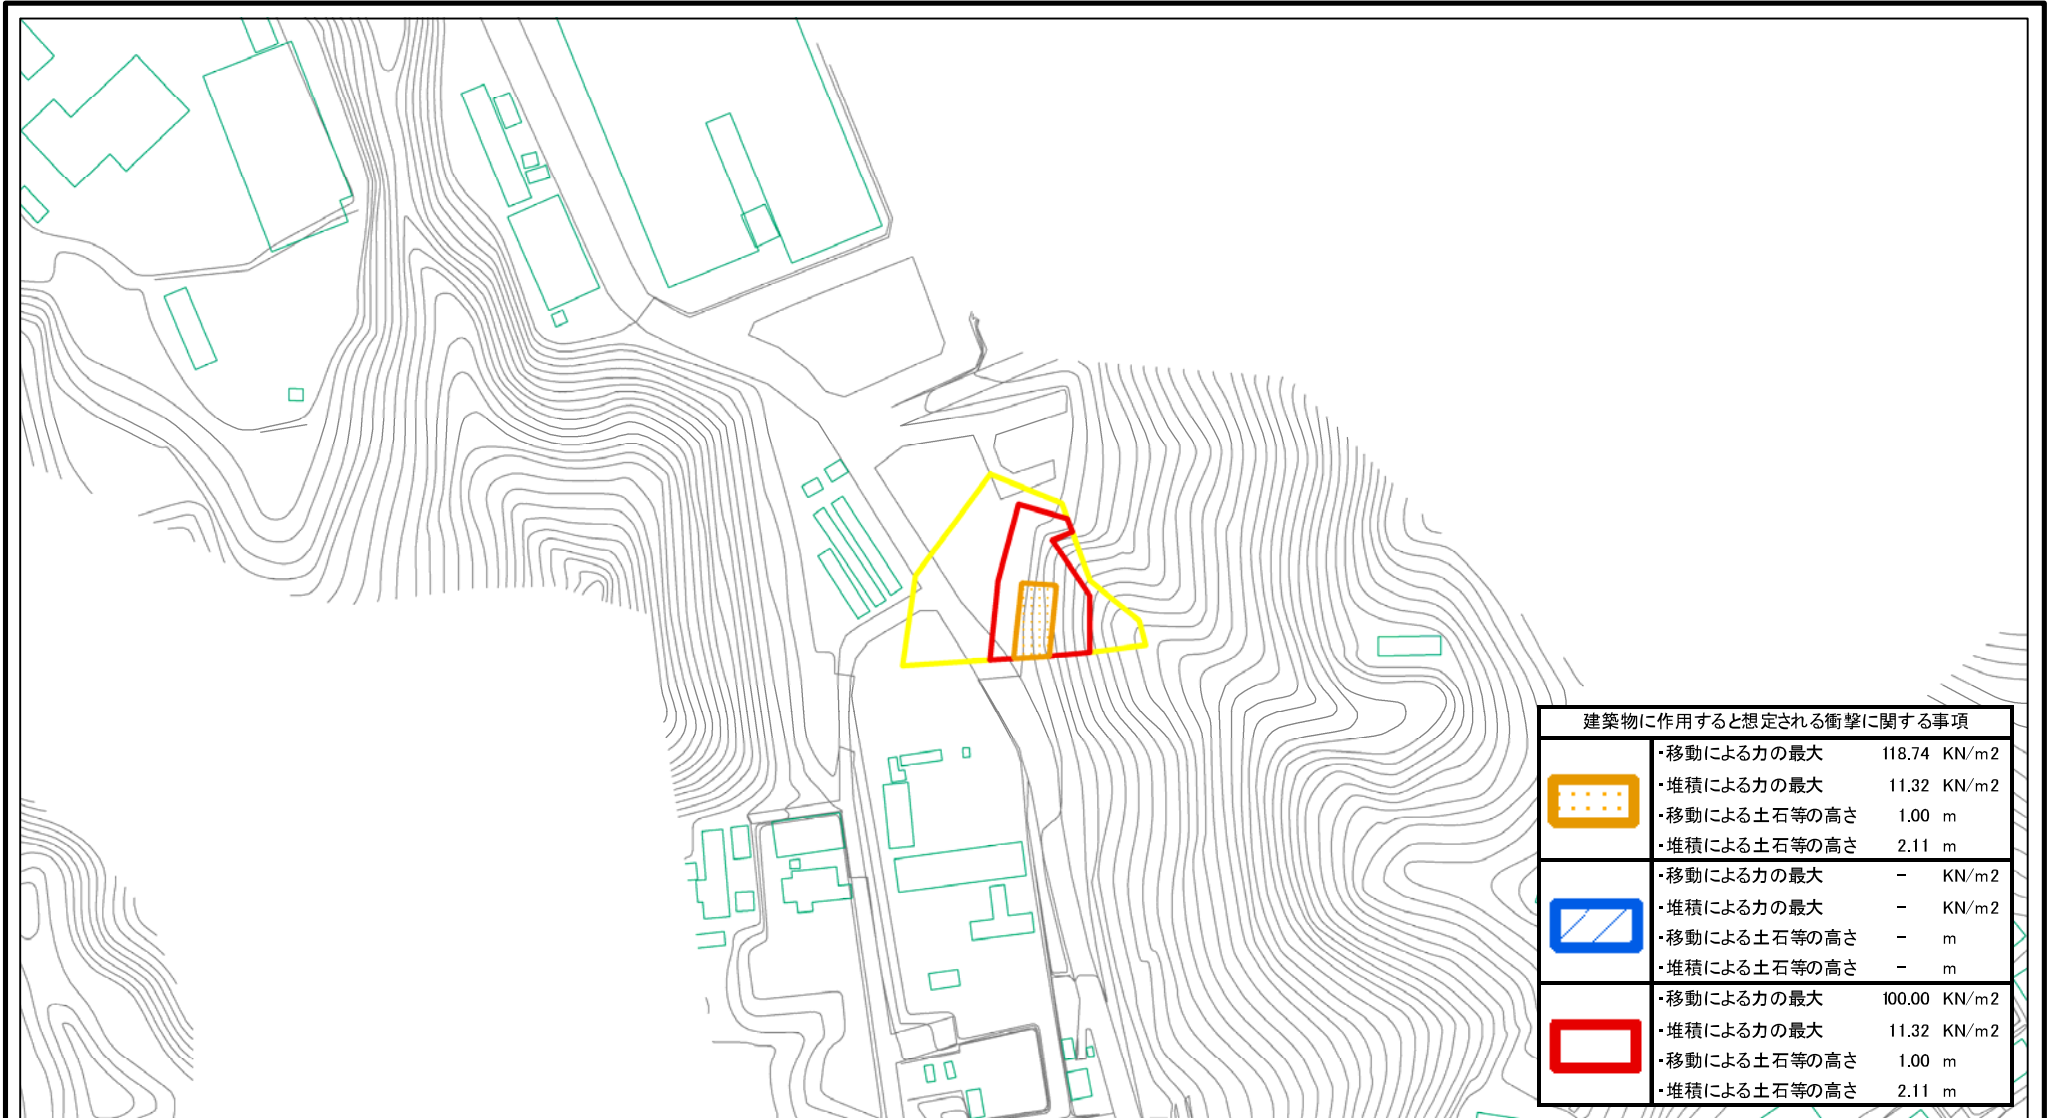 建築物に作用すると想定される衝撃に関する事項
・移動による力の最大 118.74 KN/m2
・堆積による力の最大 11.32 KN/m2
・移動による土石等の高さ 1.00 m
・堆積による土石等の高さ 2.11 m
・移動による力の最大 - KN/m2
・堆積による力の最大 - KN/m2
・移動による土石等の高さ - m
・堆積による土石等の高さ - m
・移動による力の最大 100.00 KN/m2
・堆積による力の最大 11.32 KN/m2
・移動による土石等の高さ 1.00 m
・堆積による土石等の高さ 2.11 m